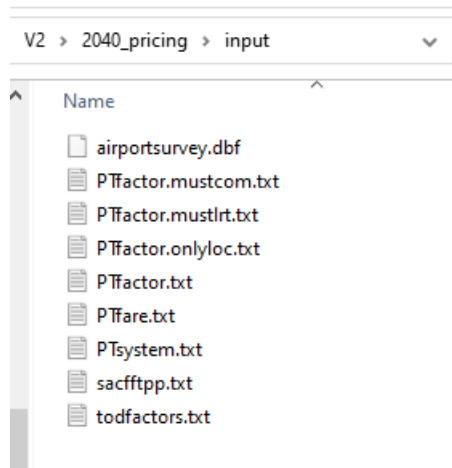 V2 > 2040_pricing > input
Name
airportsurvey.dbf
PTfactor.mustcom.txt
PTfactor.mustlrt.txt
PTfactor.onlyloc.txt
PTfactor.txt
PTfare.txt
PTsystem.txt
sacfftpp.txt
todfactors.txt